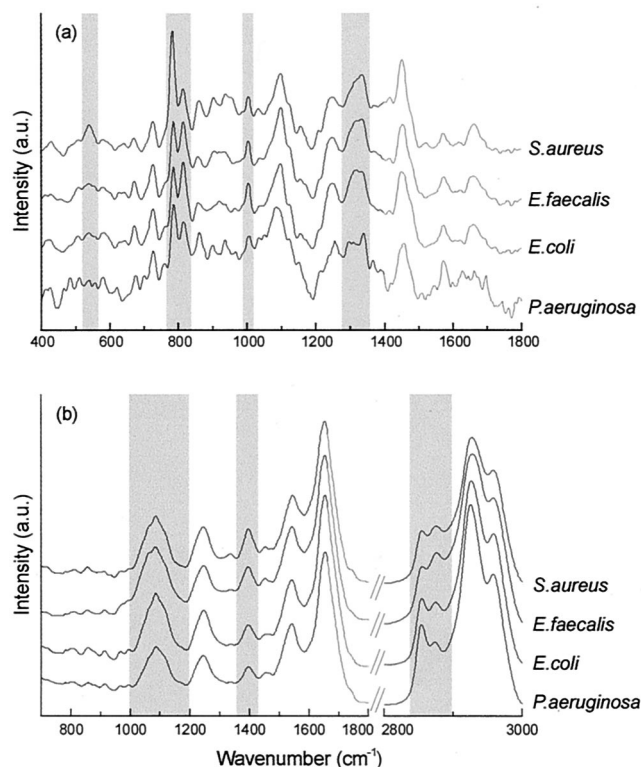 (a)
Intensity (a.u.)
S.aureus
E.faecalis
E.coli
P.aeruginosa
400 600 800 1000 1200 1400 1600 1800
(b)
Intensity (a.u.)
S.aureus
E.faecalis
E.coli
P.aeruginosa
800 1000 1200 1400 1600 1800 2800 3000
Wavenumber (cm⁻¹)